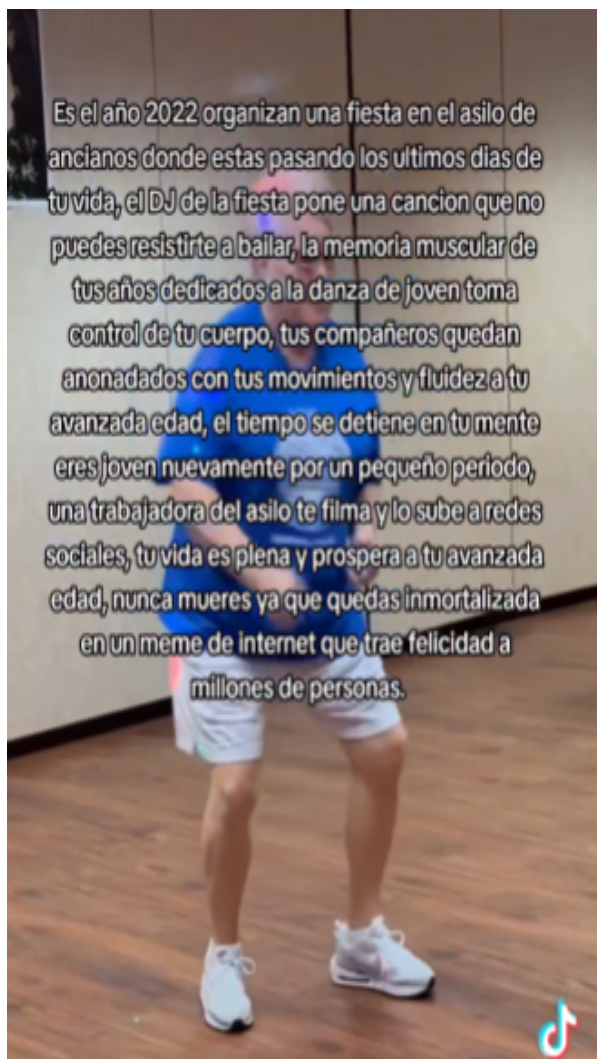 Es el año 2022 organizan una fiesta en el asilo de
ancianos donde estas pasando los ultimos dias de
tu vida, el DJ de la fiesta pone una cancion que no
puedes resistirte a bailar, la memoria muscular de
tus años dedicados a la danza de joven toma
control de tu cuerpo, tus compañeros quedan
anonadados con tus movimientos y fluidez a tu
avanzada edad, el tiempo se detiene en tu mente
eres joven nuevamente por un pequeño periodo,
una trabajadora del asilo te filma y lo sube a redes
sociales, tu vida es plena y prospera a tu avanzada
edad, nunca mueres ya que quedas inmortalizada
en un meme de internet que trae felicidad a
millones de personas.